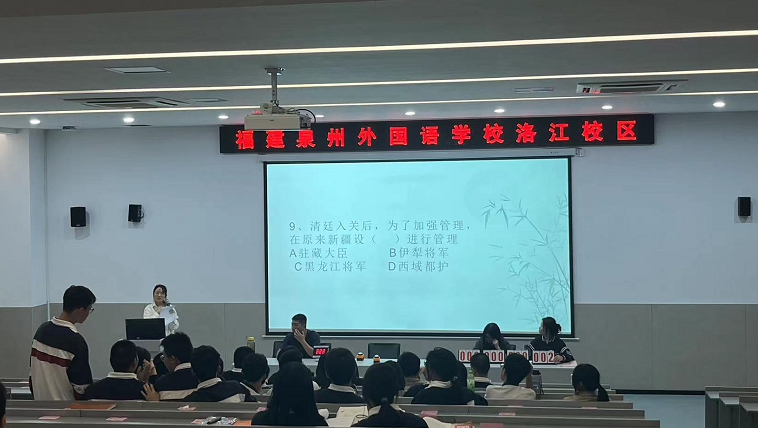 福建泉州外国语学校洛江校区
9、清廷入关后，为了加强管理，
在原来新疆设（　）进行管理
A驻藏大臣　　　B伊犁将军
C黑龙江将军　　D西域都护